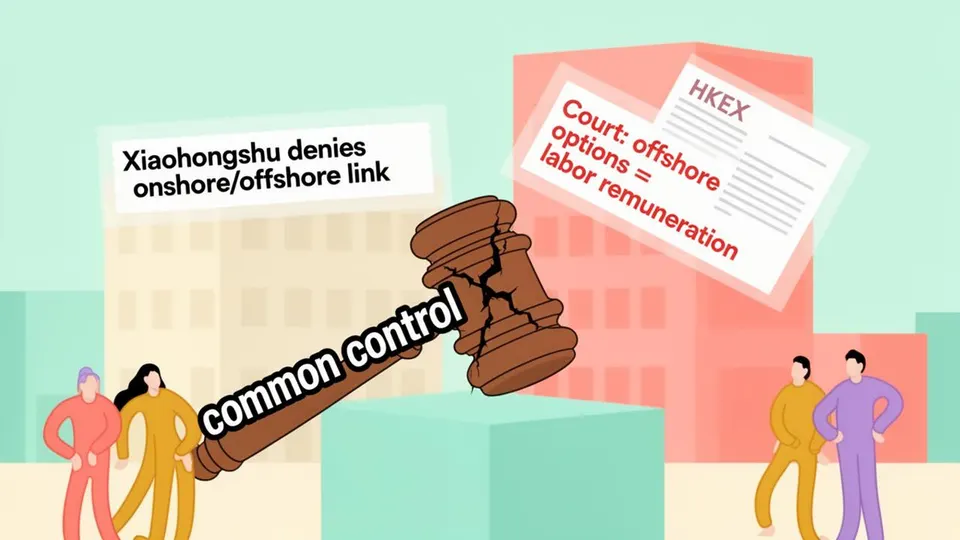 Xiaohongshu denies
onshore/offshore link
HKEX
Court: offshore
options =
labor remuneration
common control